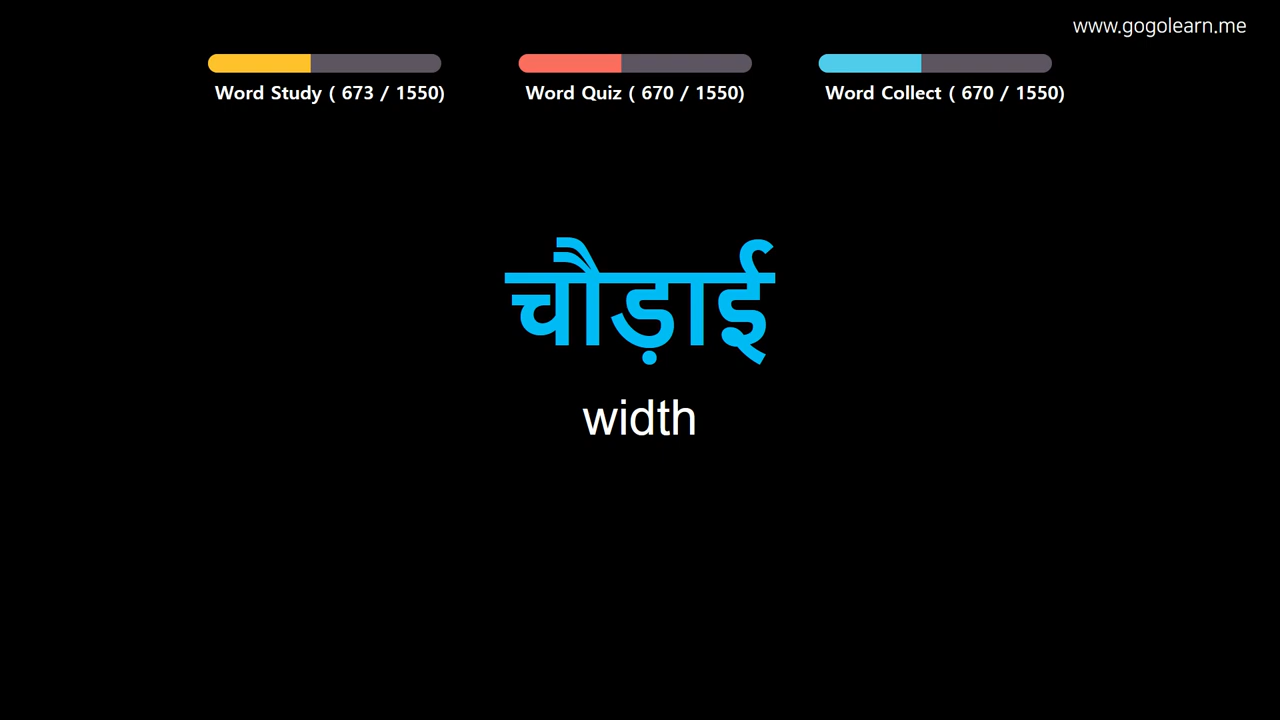 www.gogolearn.me
Word Study ( 673 / 1550)
Word Quiz ( 670 / 1550)
Word Collect ( 670 / 1550)
चौड़ाई
width